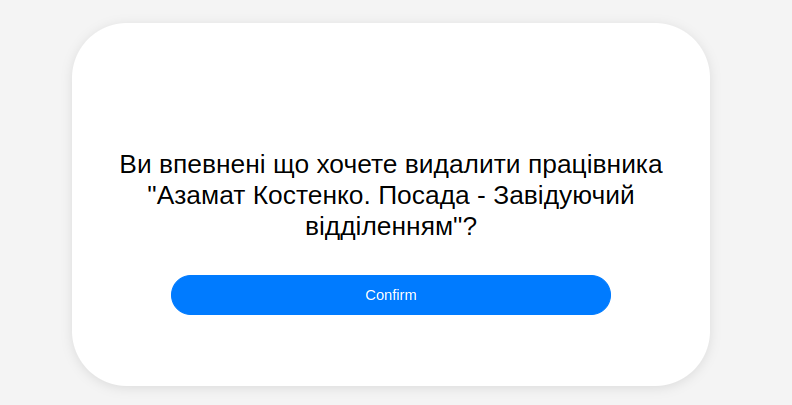 Ви впевнені що хочете видалити працівника
"Азамат Костенко. Посада - Завідуючий
відділенням"?
Confirm